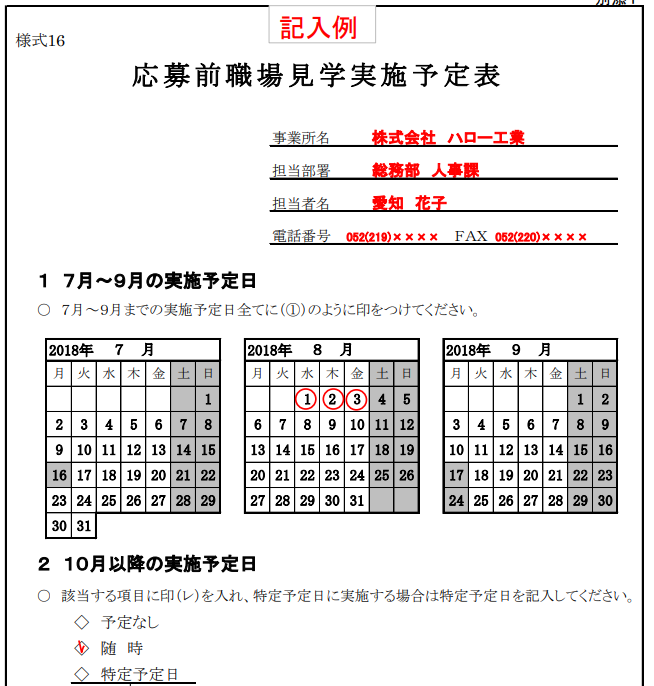 記入例
様式16
応募前職場見学実施予定表
事業所名 株式会社 ハロー工業
担当部署 総務部 人事課
担当者名 愛知 花子
電話番号 052(219)×××× FAX 052(220)××××
1 7月～9月の実施予定日
○ 7月～9月までの実施予定日全てに(①)のように印をつけてください。
2018年 7 月
月 火 水 木 金 土 日
1
2 3 4 5 6 7 8
9 10 11 12 13 14 15
16 17 18 19 20 21 22
23 24 25 26 27 28 29
30 31
2018年 8 月
月 火 水 木 金 土 日
1 2 3 4 5
6 7 8 9 10 11 12
13 14 15 16 17 18 19
20 21 22 23 24 25 26
27 28 29 30 31
2018年 9 月
月 火 水 木 金 土 日
1 2
3 4 5 6 7 8 9
10 11 12 13 14 15 16
17 18 19 20 21 22 23
24 25 26 27 28 29 30
2 10月以降の実施予定日
○ 該当する項目に印(レ)を入れ、特定予定日に実施する場合は特定予定日を記入してください。
◇ 予定なし
◇ 随 時
◇ 特定予定日